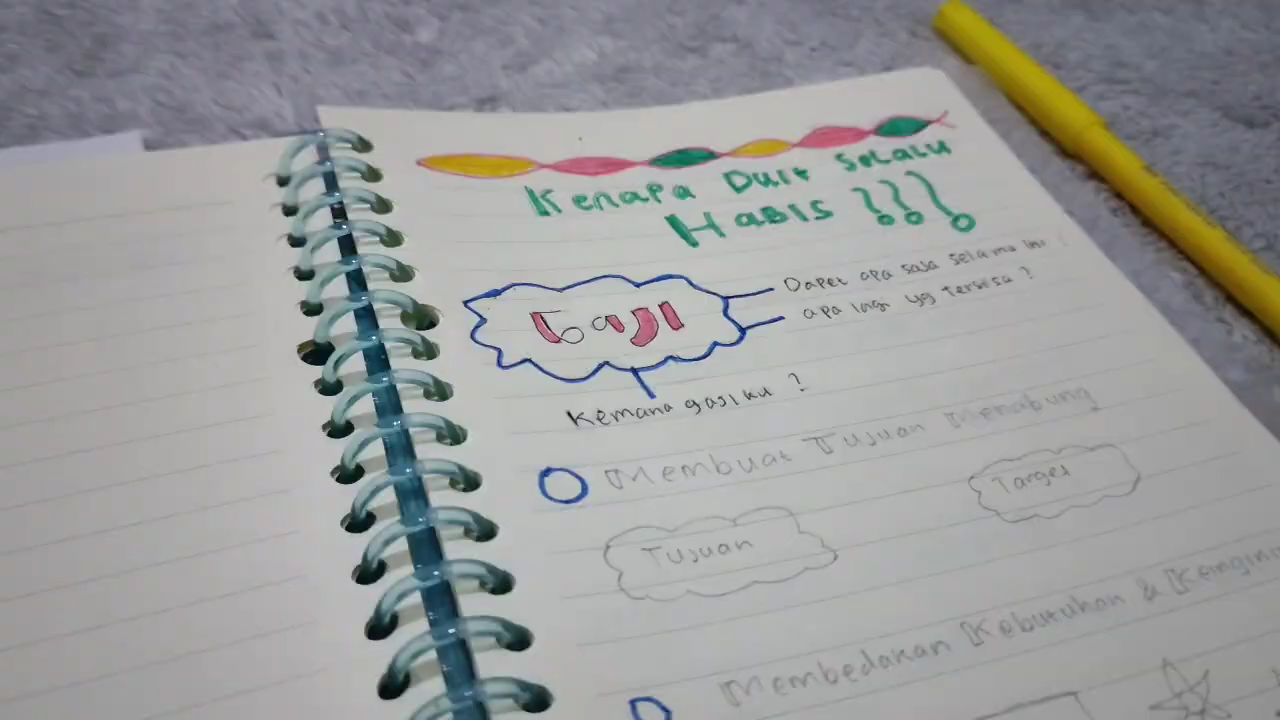 Kenapa Duit Selalu
Habis ???
Gaji
Dapet apa saja selama ini ?
apa lagi yg tersisa ?
Kemana gajiku ?
Membuat Tujuan Menabung
Target
Tujuan
Membedakan Kebutuhan &